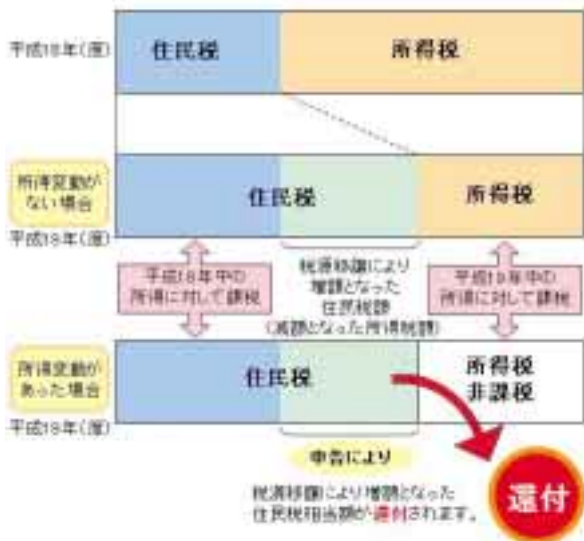 平成18年(度)
住民税
所得税
所得変動が
ない場合
住民税
所得税
平成19年(度)
平成18年中の
所得に対して課税
税源移譲により
増額となった
住民税額
(減額となった所得税額)
平成19年中の
所得に対して課税
所得変動が
あった場合
住民税
所得税
非課税
平成19年(度)
申告により
税源移譲により増額となった
住民税相当額が還付されます。
還付